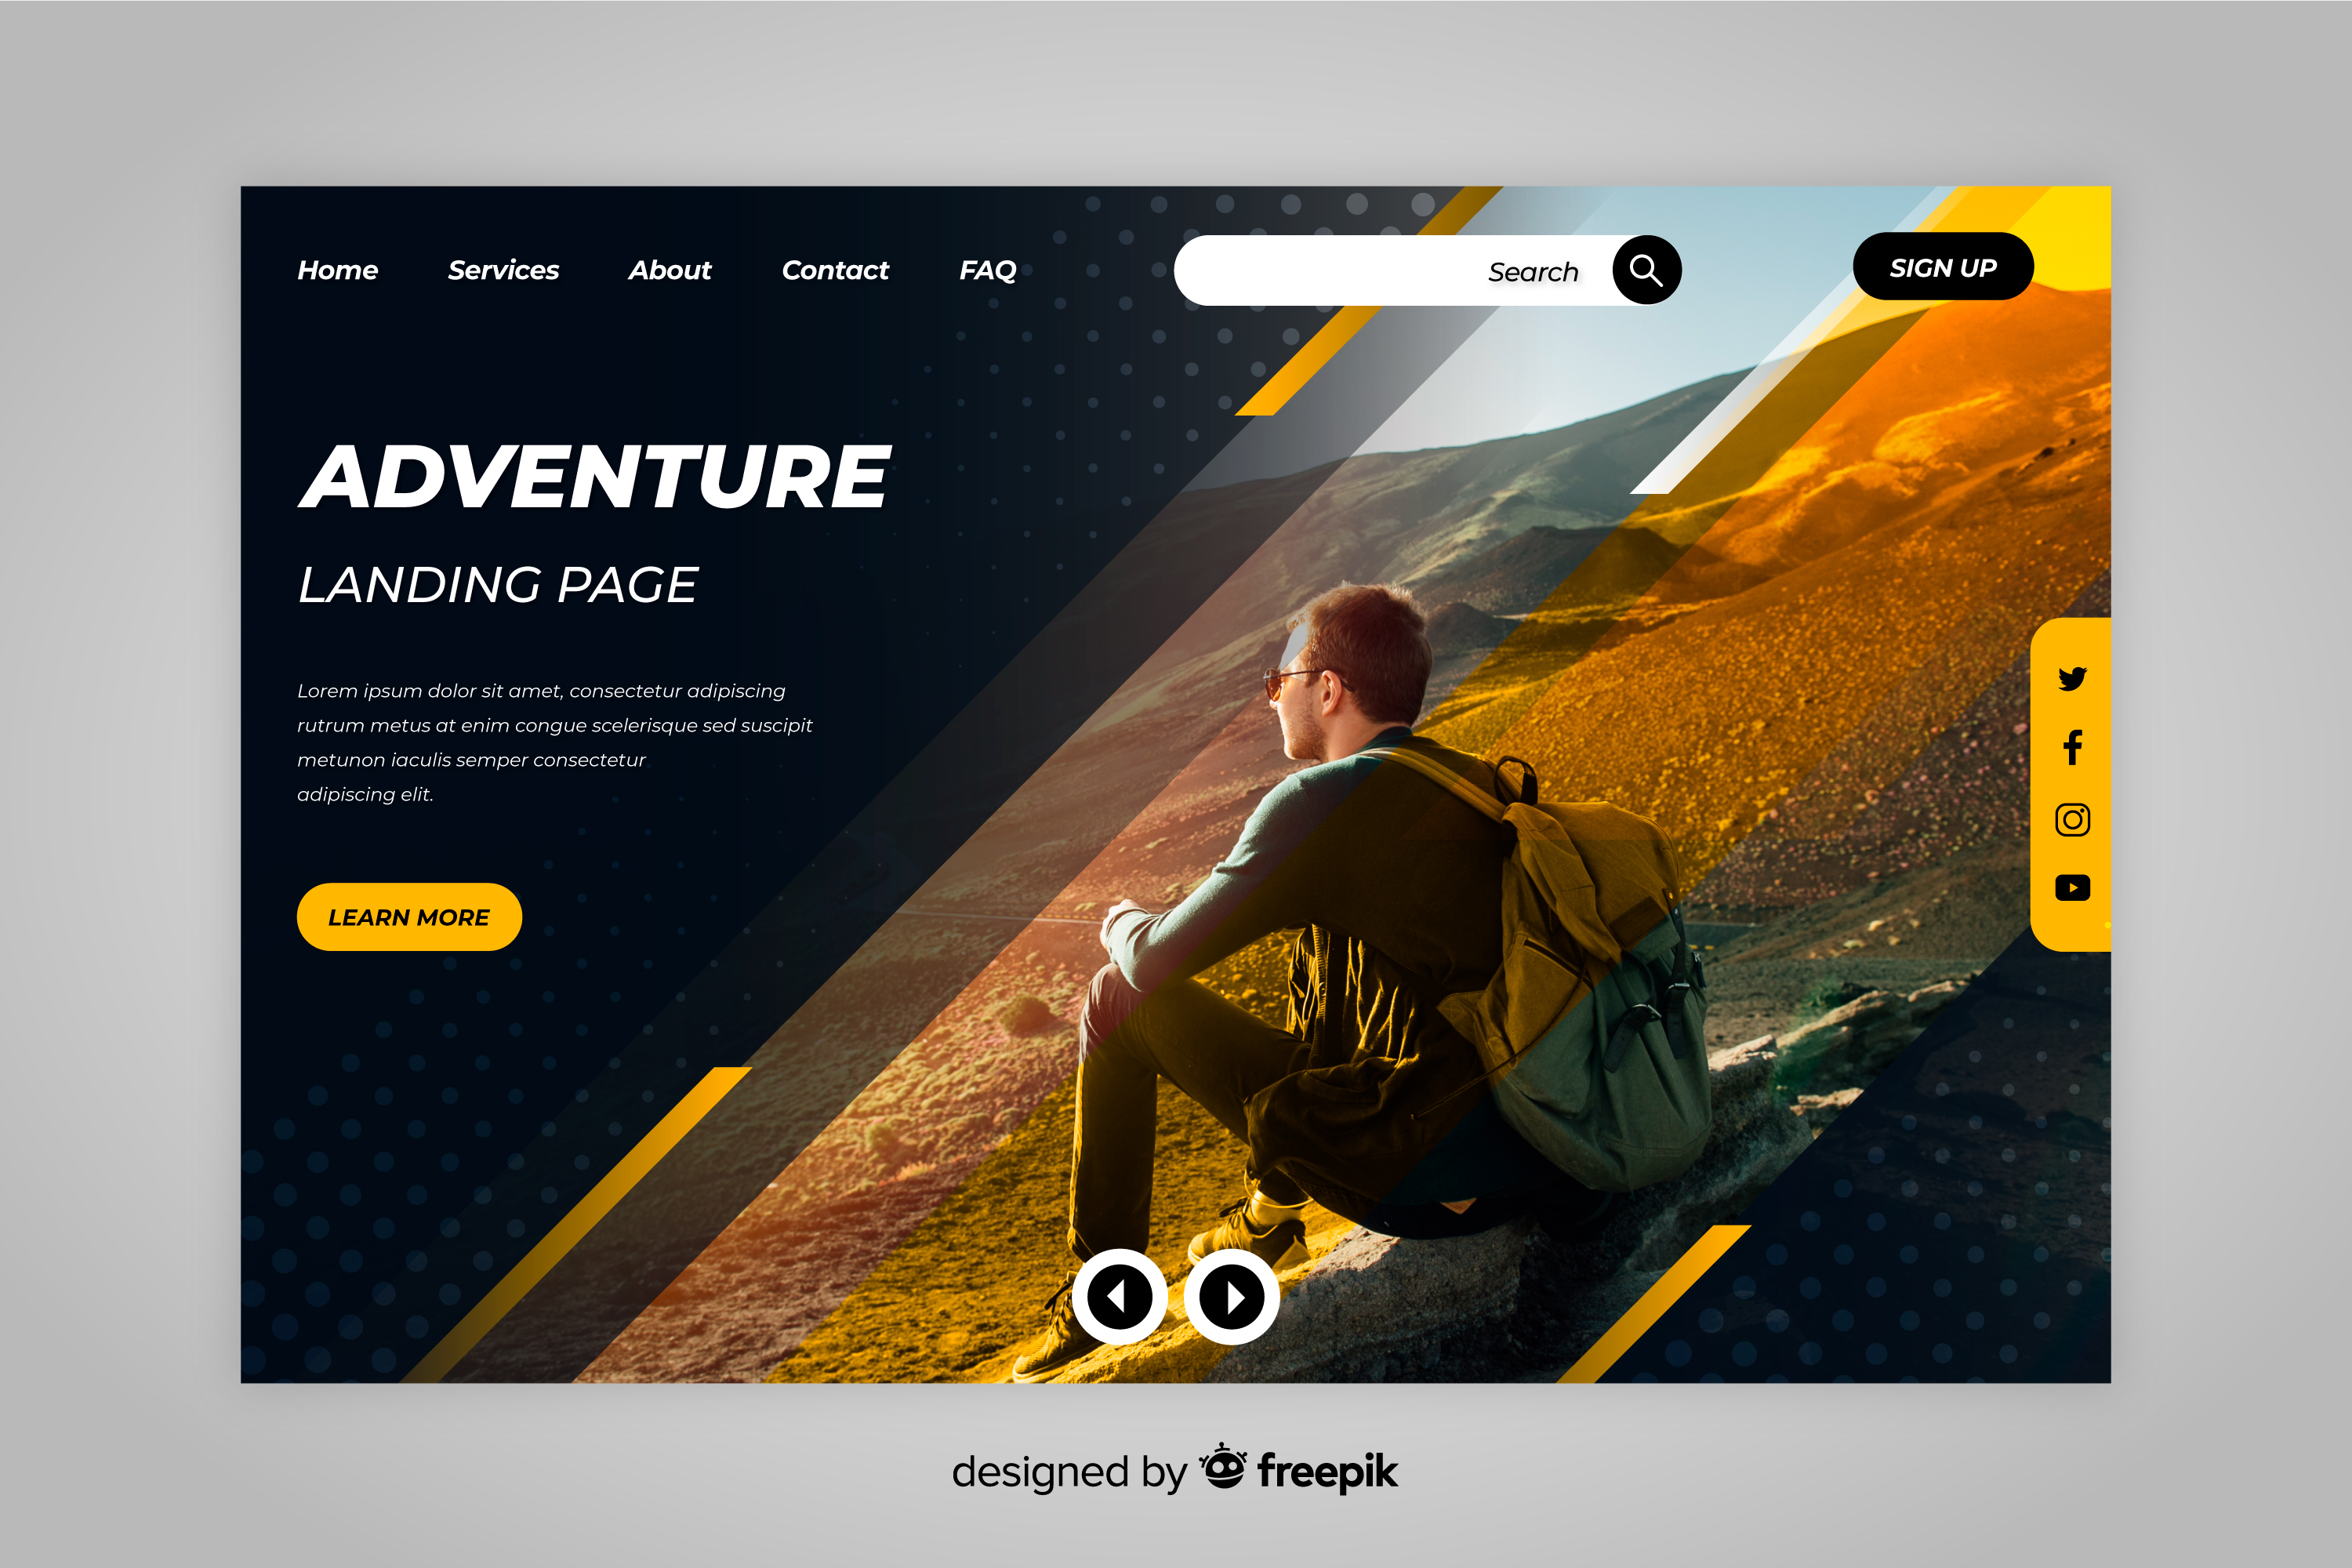 Home Services About Contact FAQ Search SIGN UP
ADVENTURE
LANDING PAGE
Lorem ipsum dolor sit amet, consectetur adipiscing
rutrum metus at enim congue scelerisque sed suscipit
metunon iaculis semper consectetur
adipiscing elit.
LEARN MORE
designed by freepik